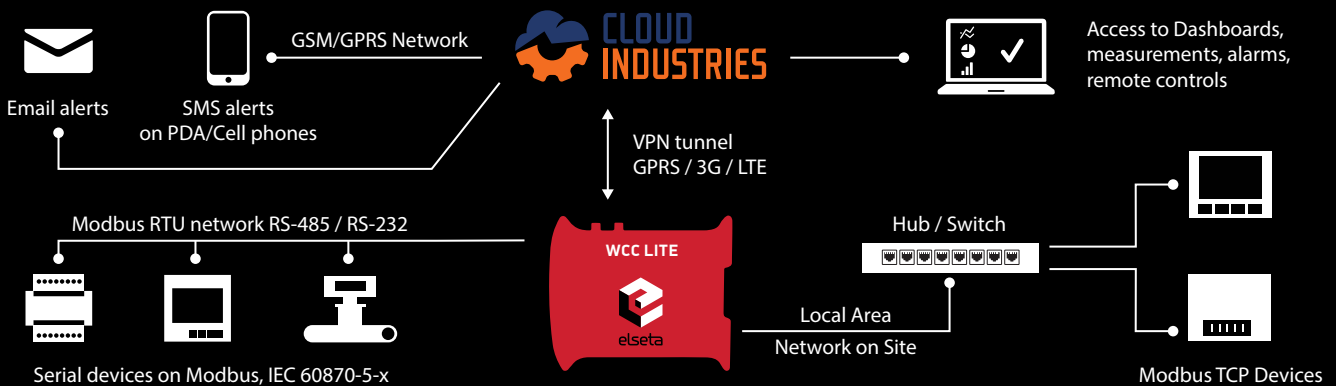 GSM/GPRS Network
Email alerts
SMS alerts
on PDA/Cell phones
CLOUD
INDUSTRIES
Access to Dashboards,
measurements, alarms,
remote controls
VPN tunnel
GPRS / 3G / LTE
Modbus RTU network RS-485 / RS-232
Serial devices on Modbus, IEC 60870-5-x
WCC LITE
elseta
Hub / Switch
Local Area
Network on Site
Modbus TCP Devices